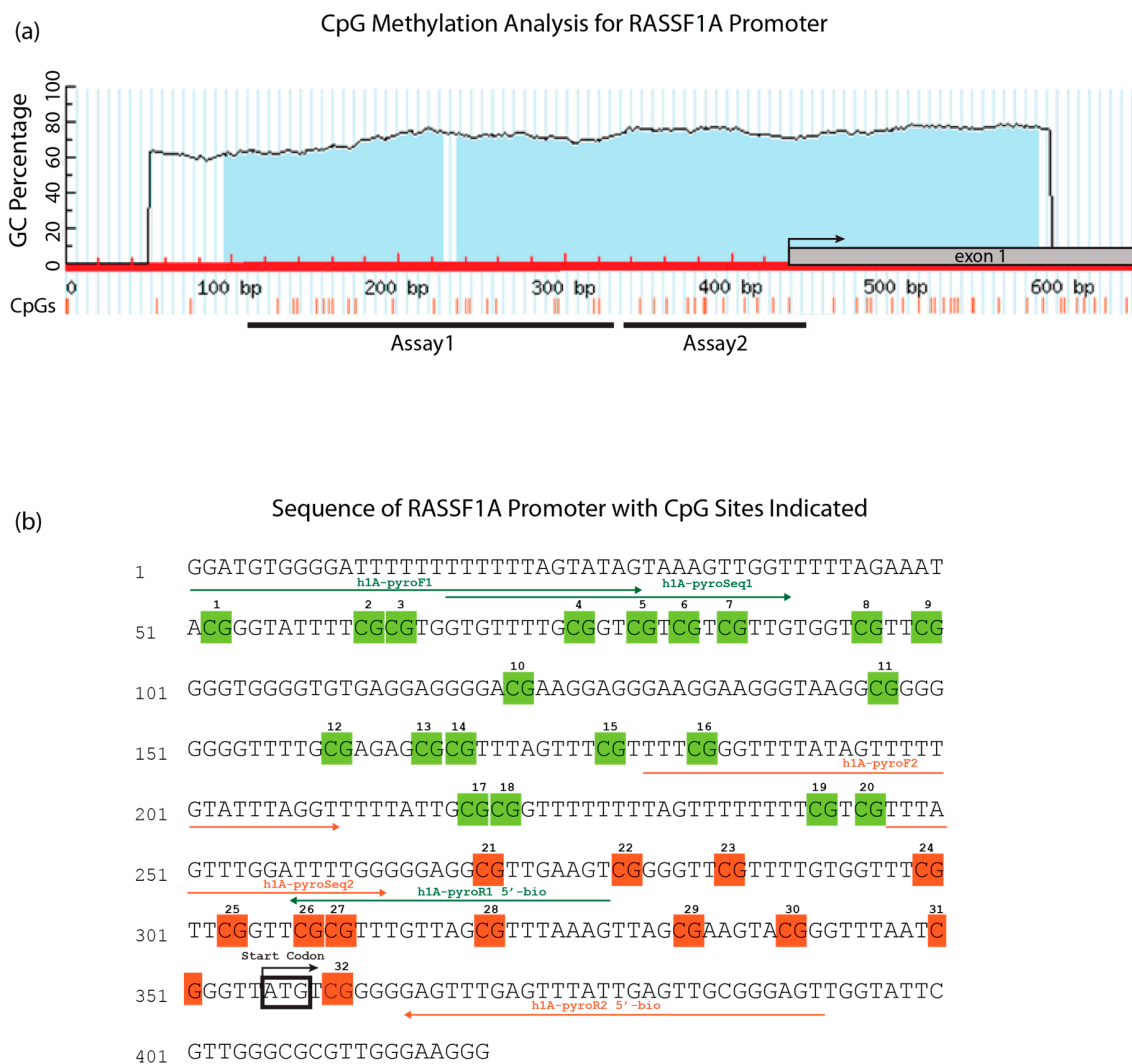 (a)
CpG Methylation Analysis for RASSF1A Promoter
GC Percentage
100
80
60
40
20
0
exon 1
0 100 bp 200 bp 300 bp 400 bp 500 bp 600 bp
CpGs
Assay1 Assay2
(b)
Sequence of RASSF1A Promoter with CpG Sites Indicated
1 GGATGTGGGGATTTTTTTTTTTTAGTATAGTAAAGTTGGTTTTTAGAAAT
h1A-pyroF1 h1A-pyroSeq1
1 2 3 4 5 6 7 8 9
51 ACGGGTATTTTCGCGTGGTGTTTTGCGGTCGTCGTCGTTGTGGTCGTTCG
10 11
101 GGGTGGGGTGTGAGGAGGGGACGAAGGAGGGAAGGAAGGGTAAGGCGGGG
12 13 14 15 16
151 GGGGTTTTGCGAGAGCGCGTTTAGTTTCGTTTTCGGGTTTTATAGTTTTT
h1A-pyroF2
17 18 19 20
201 GTATTTAGGTTTTTATTGCGCGGTTTTTTTTAGTTTTTTTTCGTCGTTTA
21 22 23 24
251 GTTTGGATTTTGGGGGAGGCGTTGAAGTCGGGGTTCGTTTTGTGGTTTCG
h1A-pyroSeq2 h1A-pyroR1 5'-bio
25 26 27 28 29 30 31
301 TTCGGTTCGCGTTTGTTAGCGTTTAAAGTTAGCGAAGTACGGGTTTAATC
Start Codon 32
351 GGGTTATGTCGGGGGAGTTTGAGTTTATTGAGTTGCGGGAGTTGGTATTC
h1A-pyroR2 5'-bio
401 GTTGGGCGCGTTGGGAAGGG